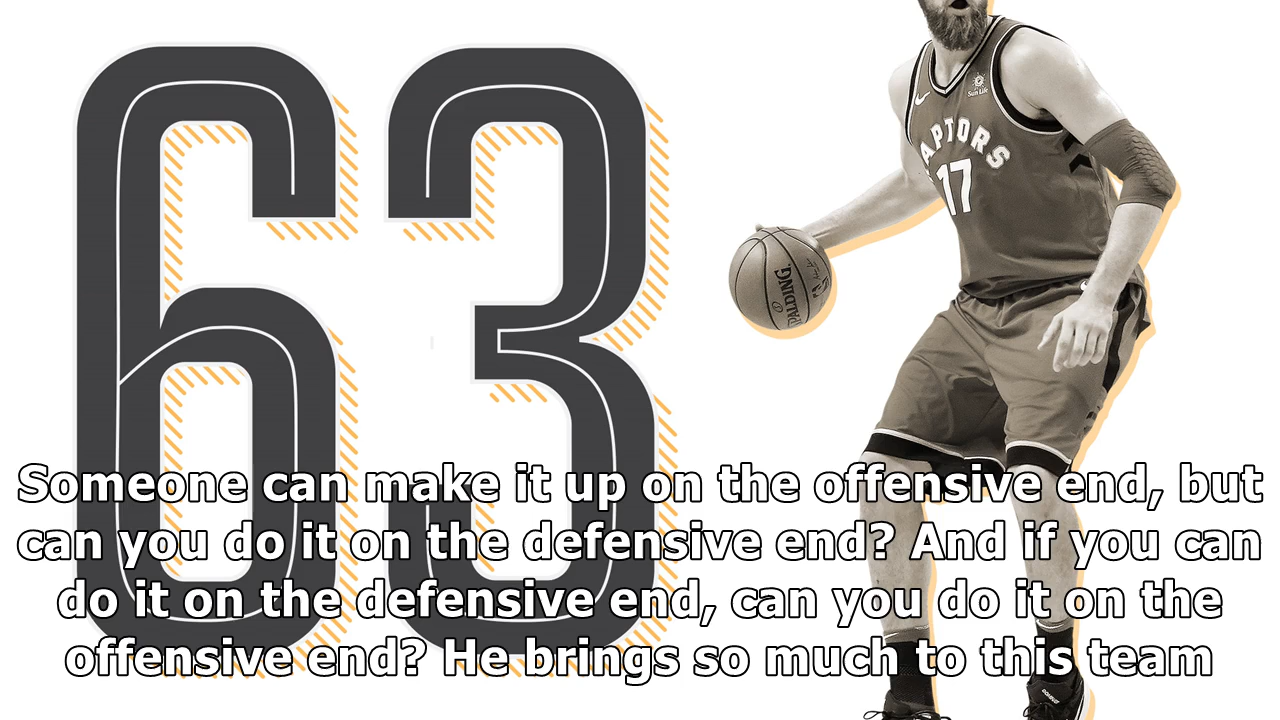 63
Sun Life
RAPTORS
17
SPALDING
Someone can make it up on the offensive end, but
can you do it on the defensive end? And if you can
do it on the defensive end, can you do it on the
offensive end? He brings so much to this team